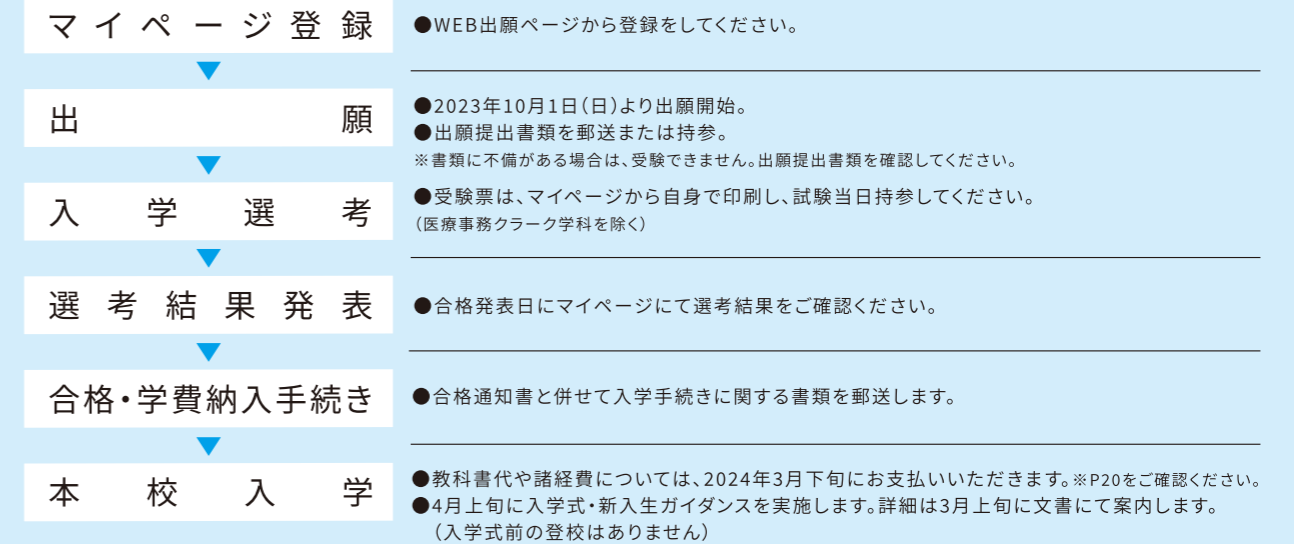 マイページ登録
●WEB出願ページから登録をしてください。
出願
●2023年10月1日(日)より出願開始。
●出願提出書類を郵送または持参。
※書類に不備がある場合は、受験できません。出願提出書類を確認してください。
入学選考
●受験票は、マイページから自身で印刷し、試験当日持参してください。
(医療事務クラーク学科を除く)
選考結果発表
●合格発表日にマイページにて選考結果をご確認ください。
合格・学費納入手続き
●合格通知書と併せて入学手続きに関する書類を郵送します。
本校入学
●教科書代や諸経費については、2024年3月下旬にお支払いいただきます。※P20をご確認ください。
●4月上旬に入学式・新入生ガイダンスを実施します。詳細は3月上旬に文書にて案内します。
(入学式前の登校はありません)